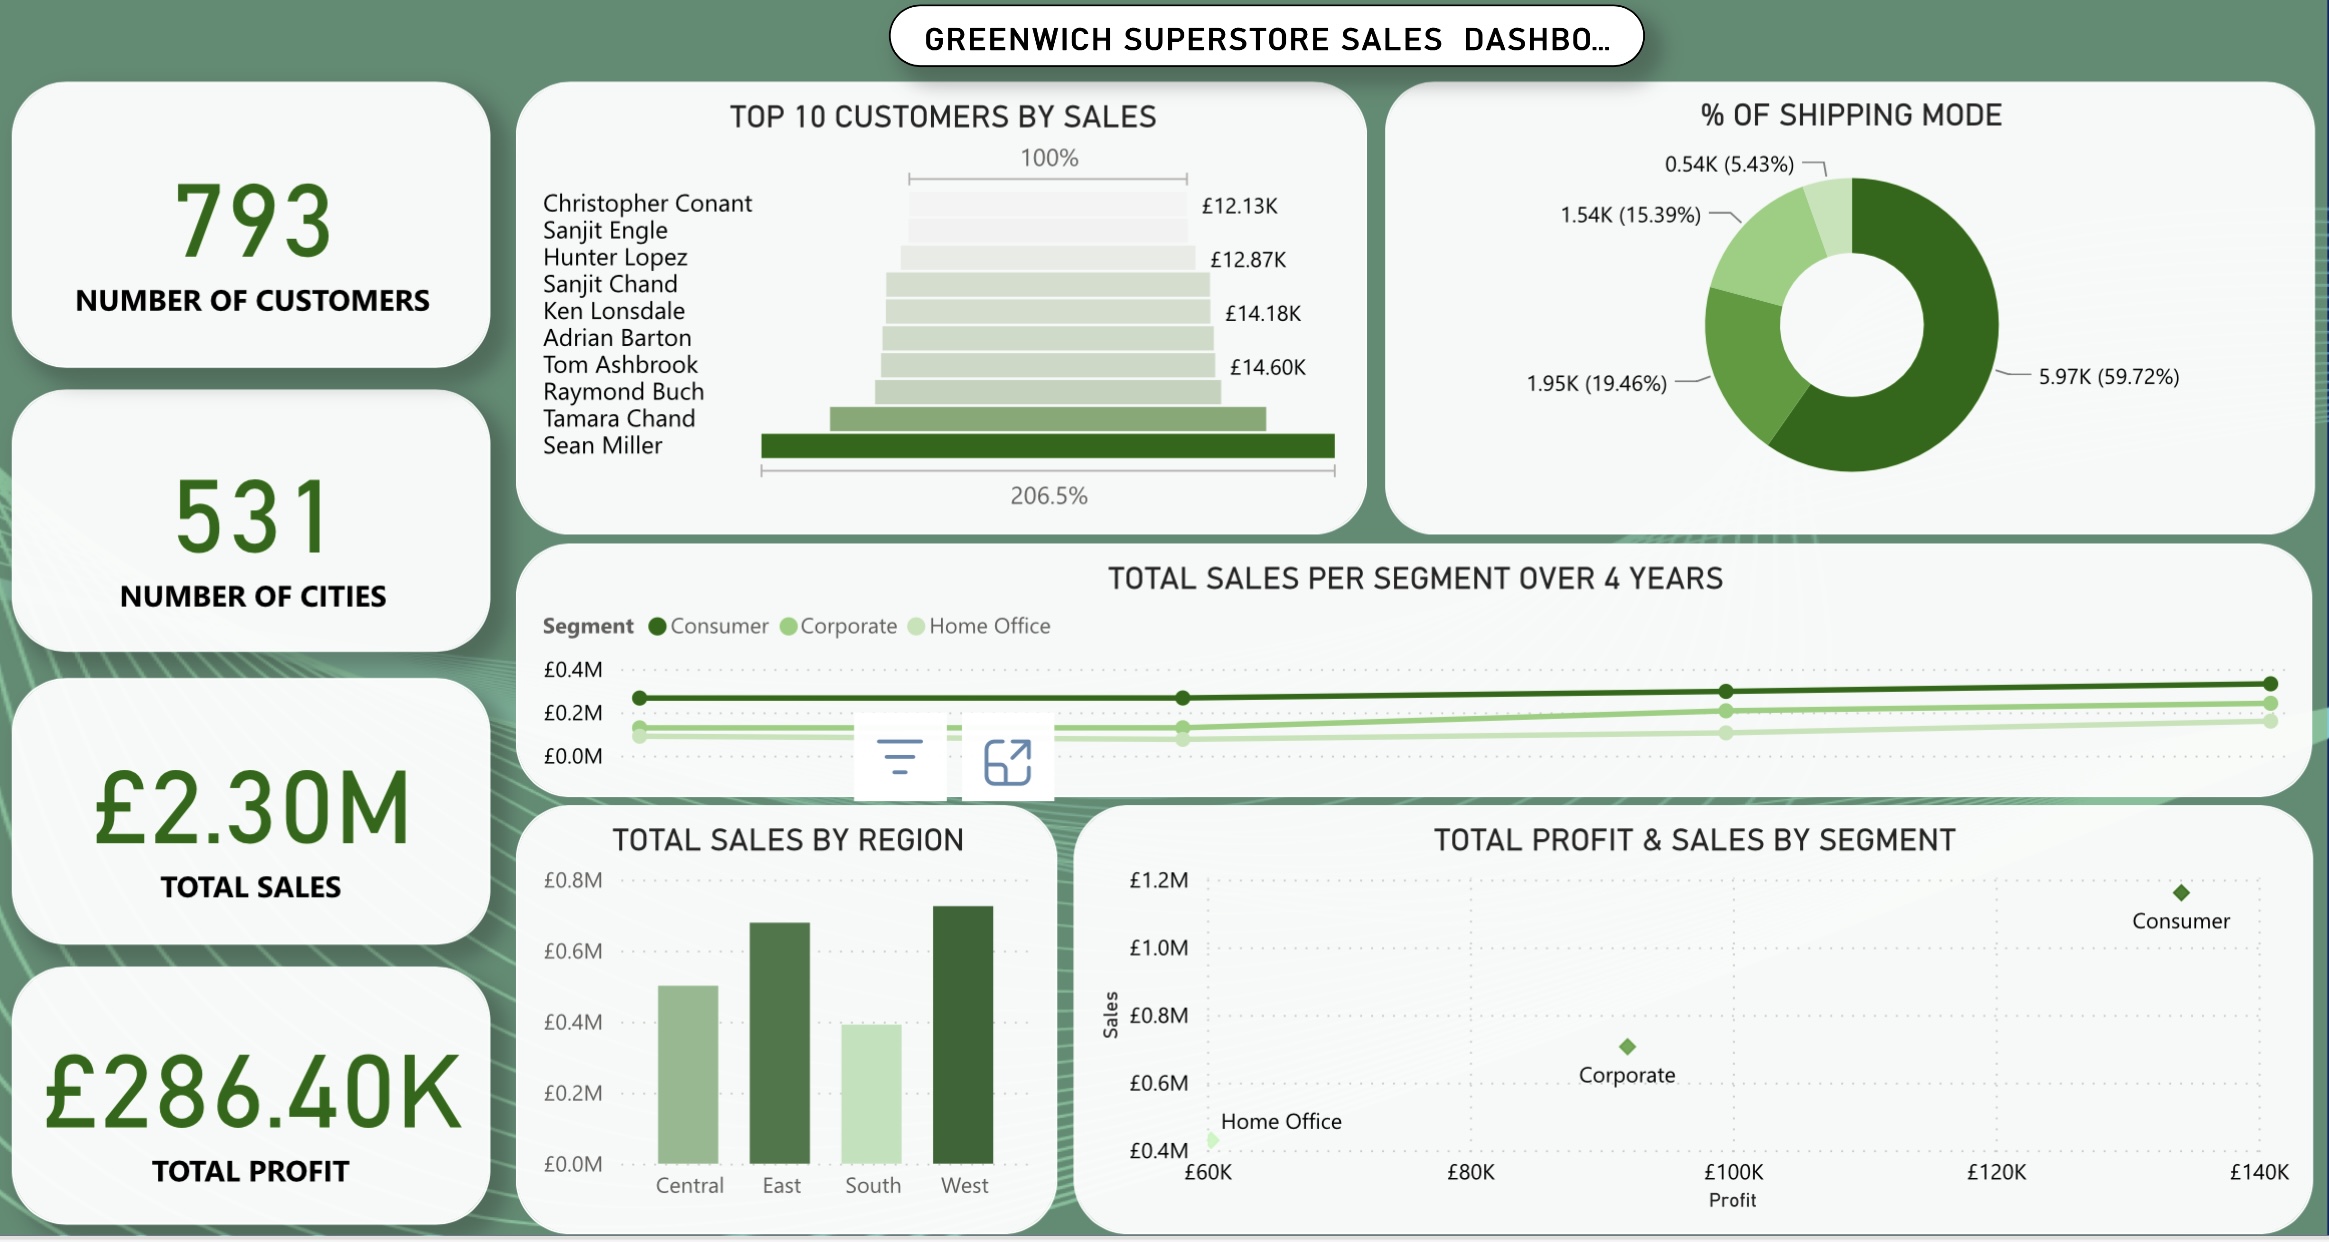 GREENWICH SUPERSTORE SALES DASHBO...
793
NUMBER OF CUSTOMERS
531
NUMBER OF CITIES
£2.30M
TOTAL SALES
£286.40K
TOTAL PROFIT
TOP 10 CUSTOMERS BY SALES
100%
Christopher Conant £12.13K
Sanjit Engle
Hunter Lopez £12.87K
Sanjit Chand
Ken Lonsdale £14.18K
Adrian Barton
Tom Ashbrook £14.60K
Raymond Buch
Tamara Chand
Sean Miller
206.5%
% OF SHIPPING MODE
0.54K (5.43%)
1.54K (15.39%)
1.95K (19.46%)
5.97K (59.72%)
TOTAL SALES PER SEGMENT OVER 4 YEARS
Segment Consumer Corporate Home Office
£0.4M
£0.2M
£0.0M
TOTAL SALES BY REGION
£0.8M
£0.6M
£0.4M
£0.2M
£0.0M
Central East South West
TOTAL PROFIT & SALES BY SEGMENT
£1.2M
£1.0M
£0.8M
£0.6M
£0.4M
Sales
Consumer
Corporate
Home Office
£60K £80K £100K £120K £140K
Profit